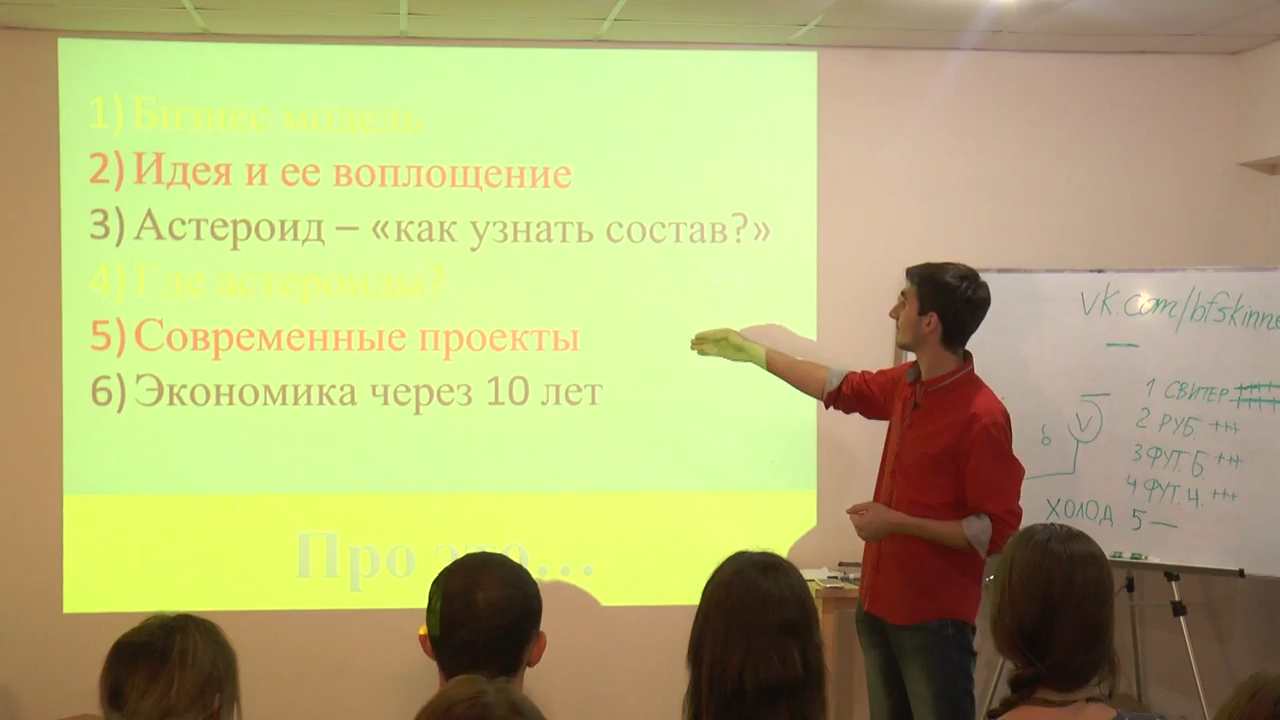 1) Бизнес модель
2) Идея и ее воплощение
3) Астероид – «как узнать состав?»
4) Где астероиды?
5) Современные проекты
6) Экономика через 10 лет
Про это...
vk.com/bfskinne
1 СВИТЕР
2 РУБ. +++
3 ФУТ. Б. +++
4 ФУТ. Ч. +++
ХОЛОД 5 —
V